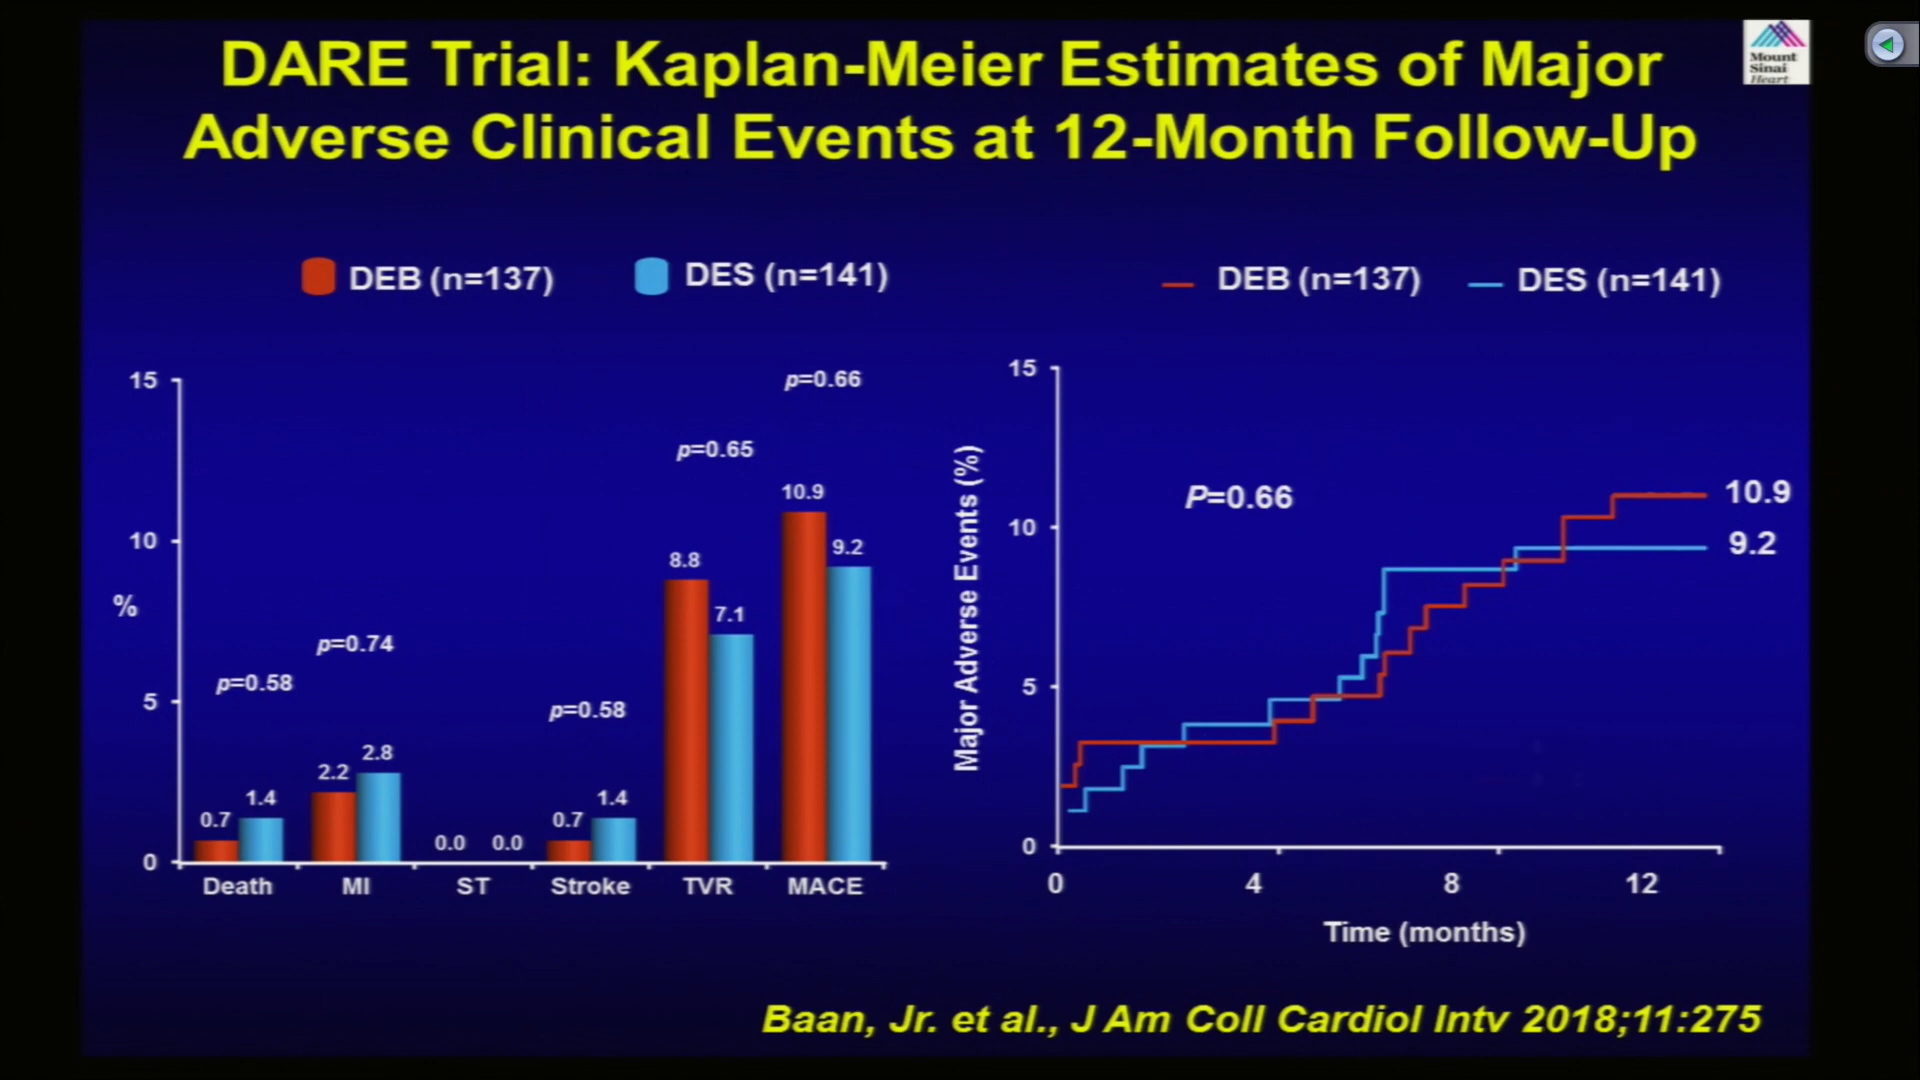 DARE Trial: Kaplan-Meier Estimates of Major
Adverse Clinical Events at 12-Month Follow-Up
Mount
Sinai
Heart
DEB (n=137)
DES (n=141)
15
10
5
0
%
p=0.58
p=0.74
p=0.58
p=0.65
p=0.66
0.7
1.4
2.2
2.8
0.0
0.0
0.7
1.4
8.8
7.1
10.9
9.2
Death
MI
ST
Stroke
TVR
MACE
DEB (n=137)
DES (n=141)
Major Adverse Events (%)
15
10
5
0
P=0.66
10.9
9.2
0
4
8
12
Time (months)
Baan, Jr. et al., J Am Coll Cardiol Intv 2018;11:275